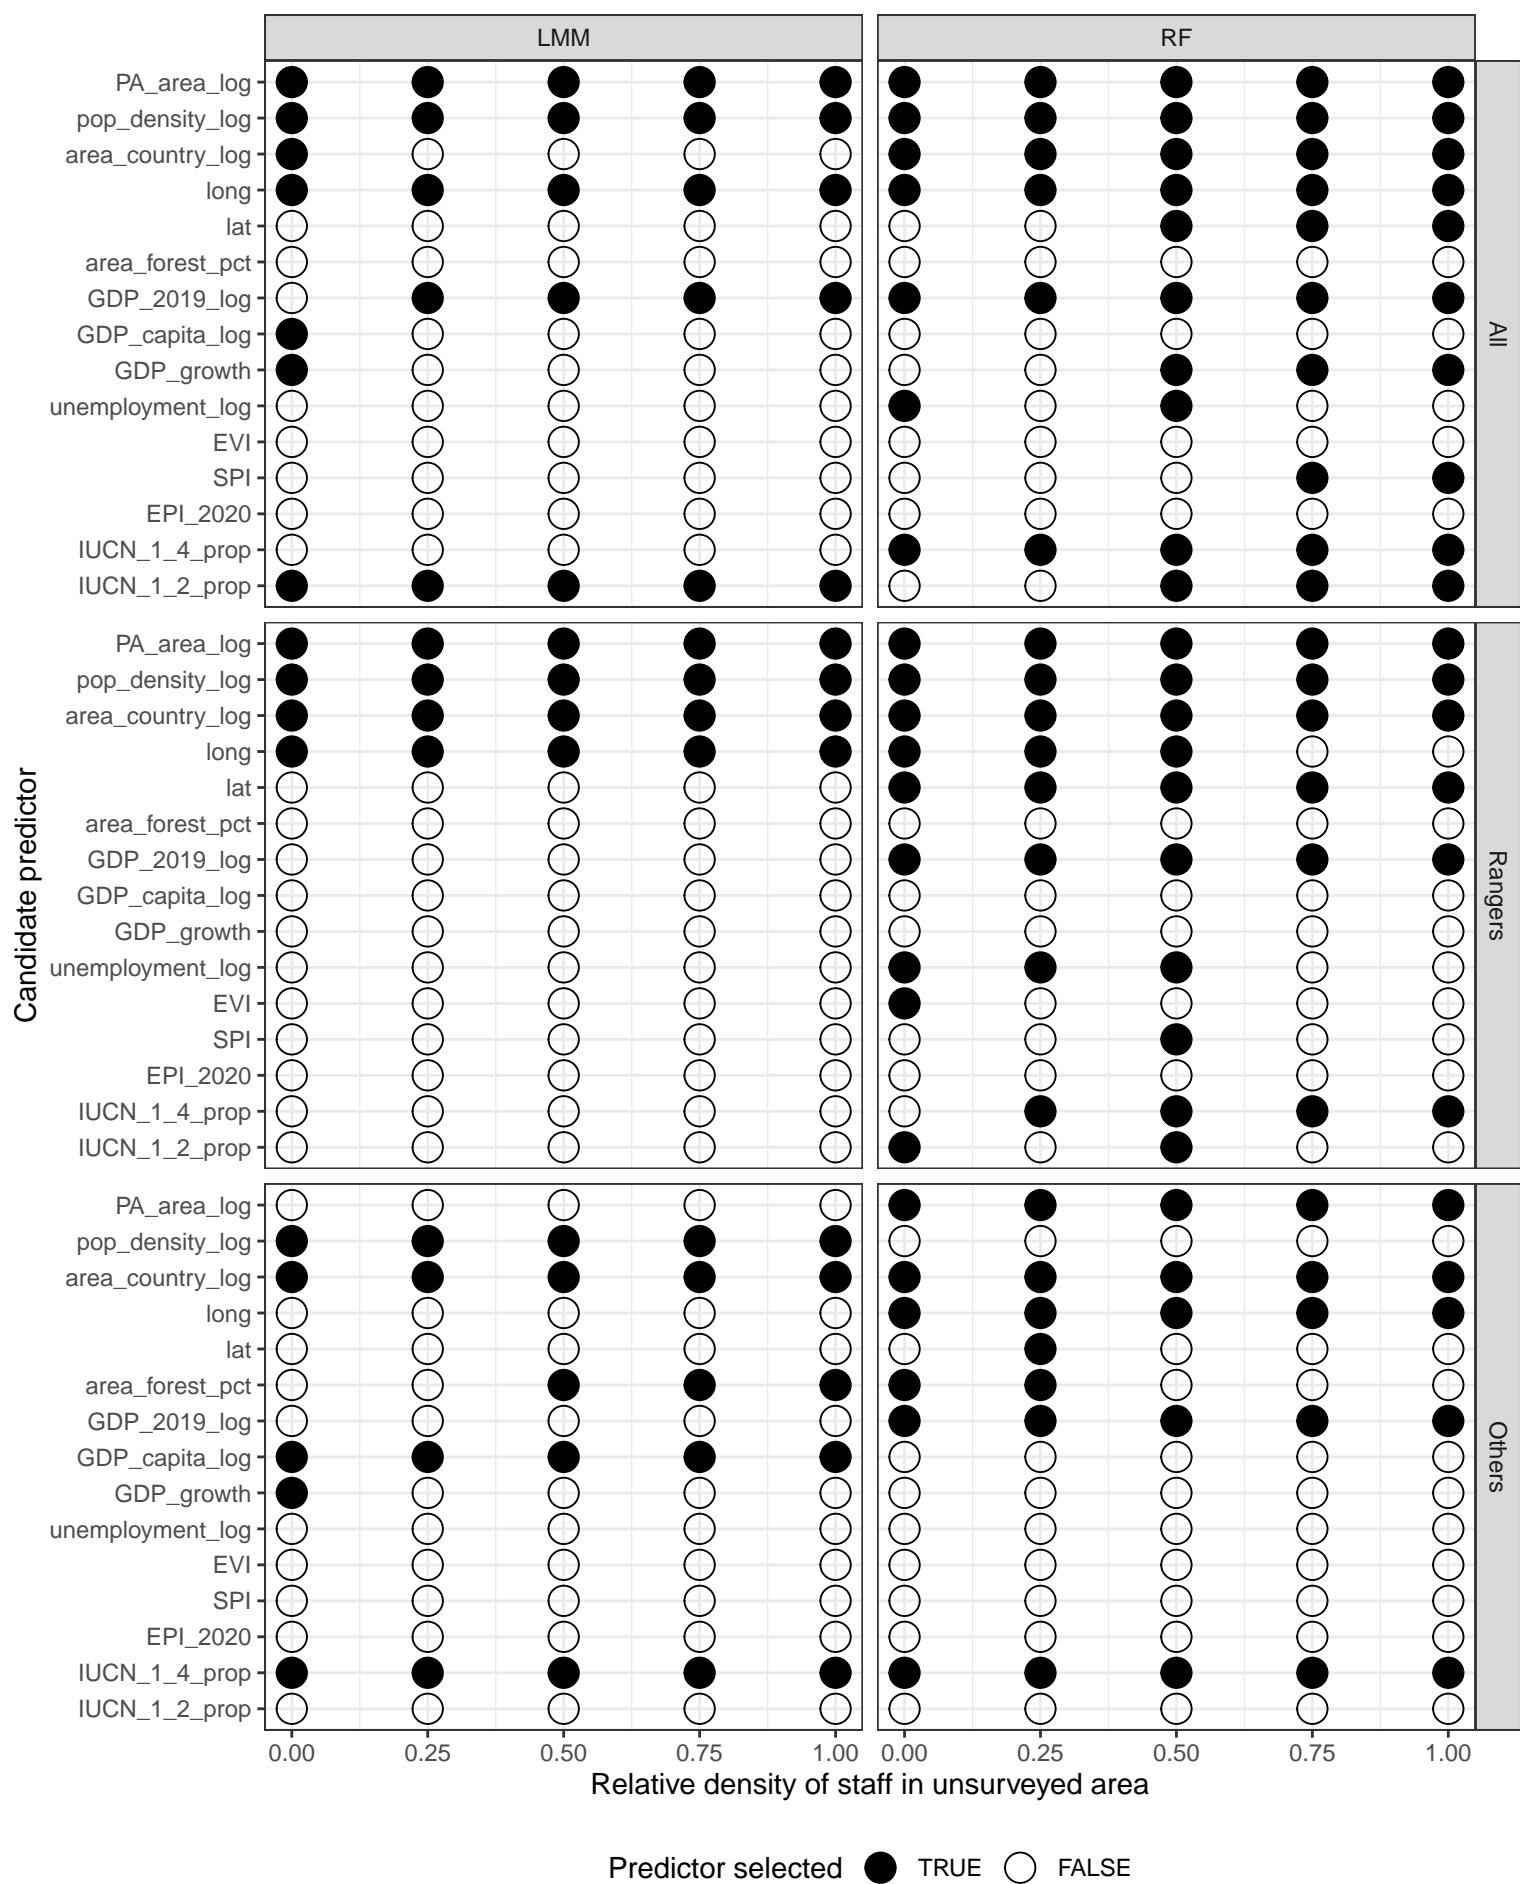 LMM
RF
PA_area_log
pop_density_log
area_country_log
long
lat
area_forest_pct
GDP_2019_log
GDP_capita_log
GDP_growth
unemployment_log
EVI
SPI
EPI_2020
IUCN_1_4_prop
IUCN_1_2_prop
All
PA_area_log
pop_density_log
area_country_log
long
lat
area_forest_pct
GDP_2019_log
GDP_capita_log
GDP_growth
unemployment_log
EVI
SPI
EPI_2020
IUCN_1_4_prop
IUCN_1_2_prop
Rangers
Candidate predictor
PA_area_log
pop_density_log
area_country_log
long
lat
area_forest_pct
GDP_2019_log
GDP_capita_log
GDP_growth
unemployment_log
EVI
SPI
EPI_2020
IUCN_1_4_prop
IUCN_1_2_prop
Others
0.00 0.25 0.50 0.75 1.00 0.00 0.25 0.50 0.75 1.00
Relative density of staff in unsurveyed area
Predictor selected TRUE FALSE